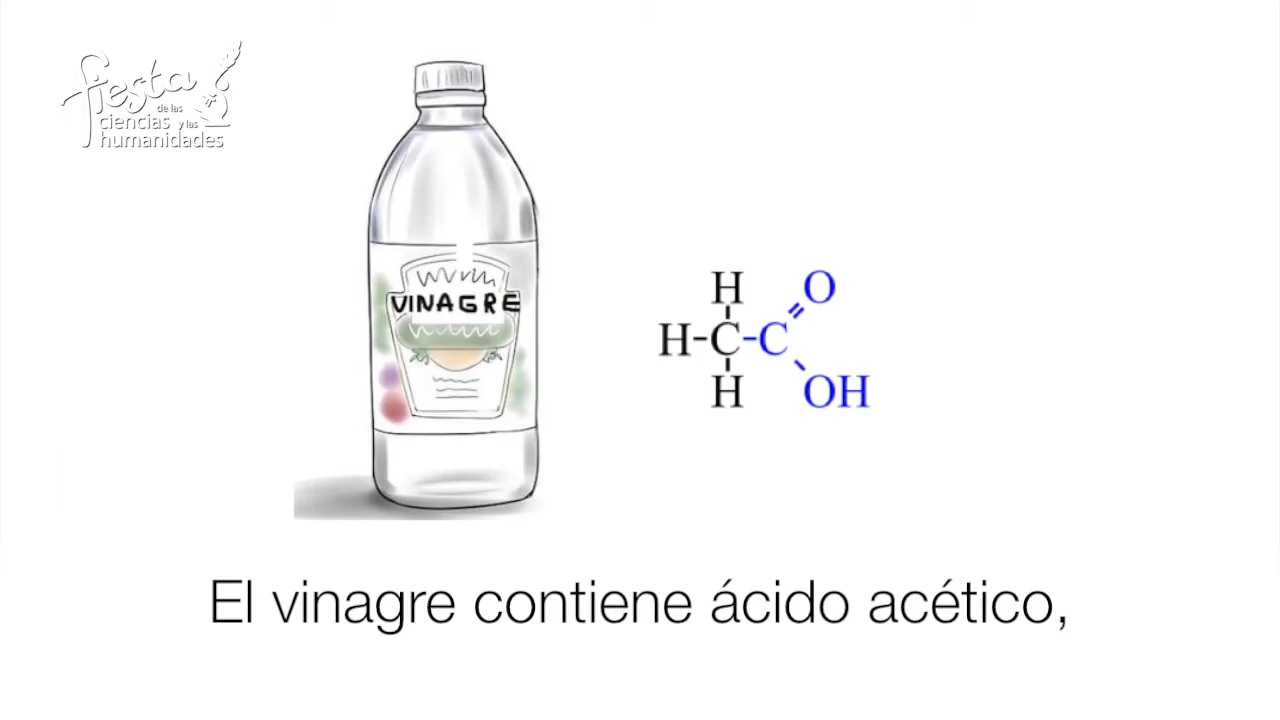 fiesta
de las
ciencias y las
humanidades
VINAGRE
H O
H-C-C
H OH
El vinagre contiene ácido acético,